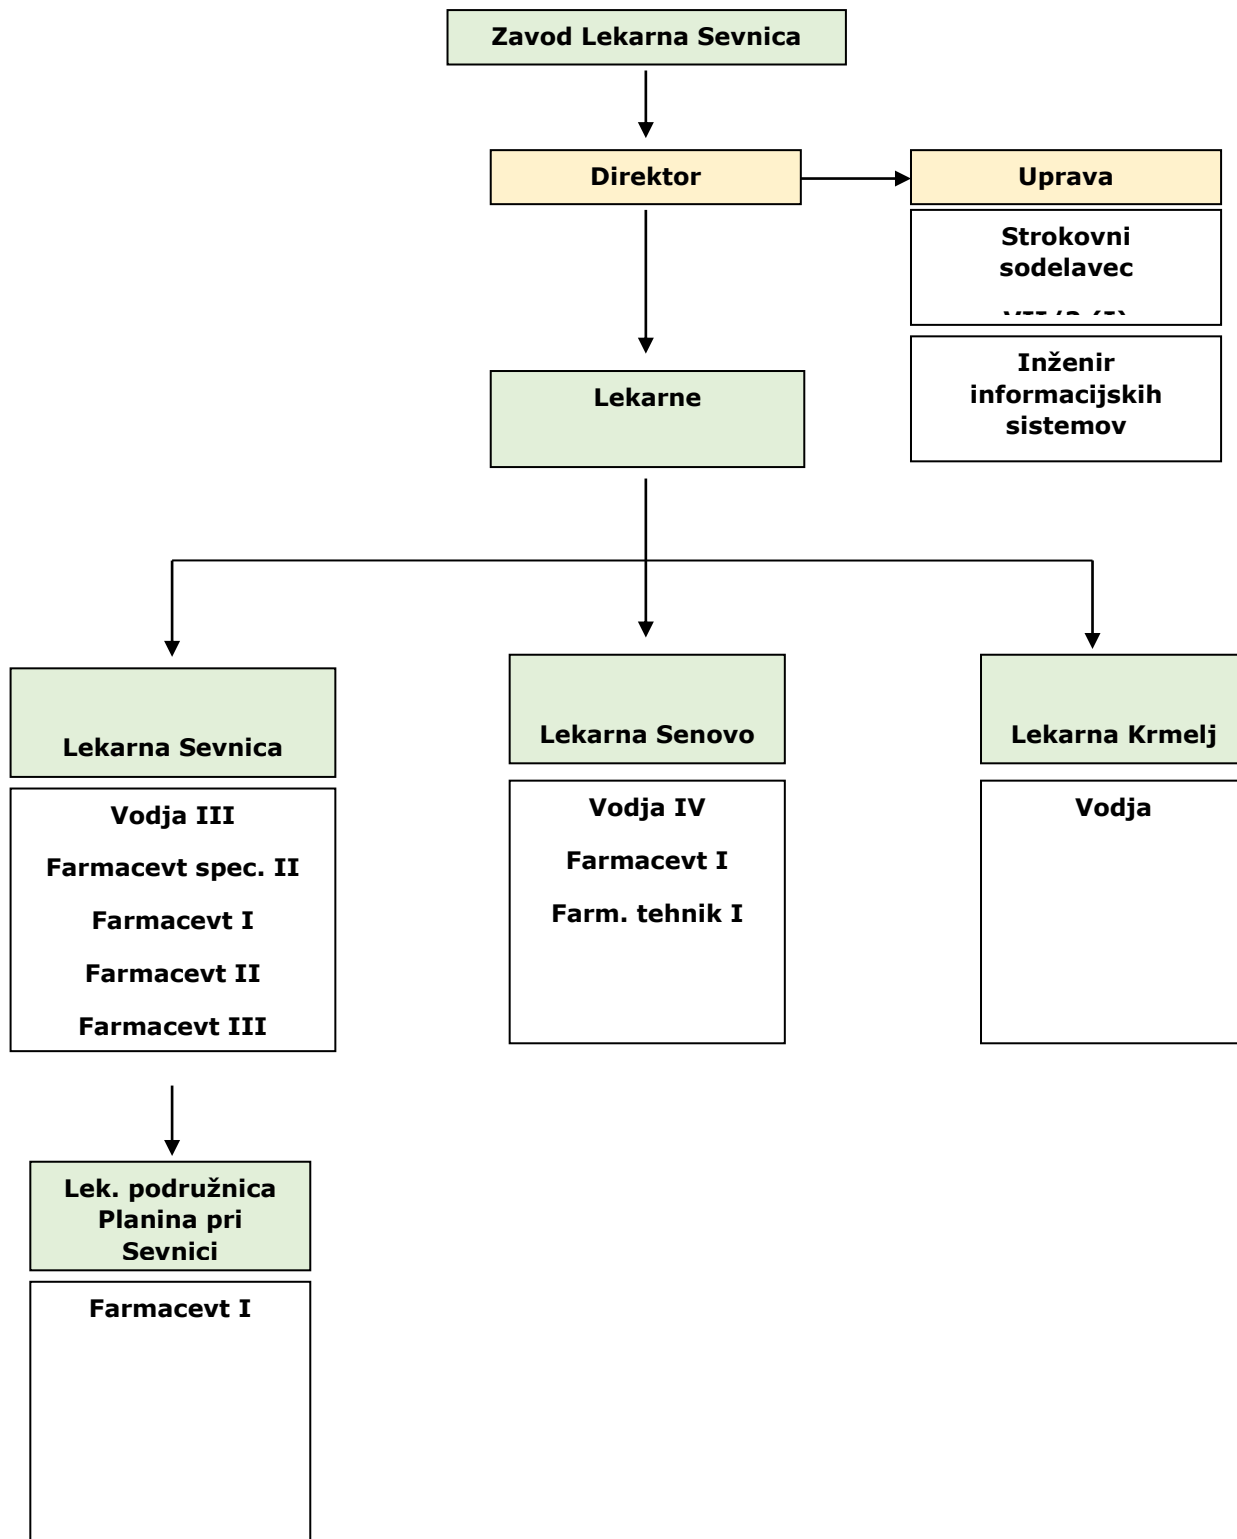 Zavod Lekarna Sevnica
Direktor
Uprava
Strokovni
sodelavec
Inženir
informacijskih
sistemov
Lekarne
Lekarna Sevnica
Vodja III
Farmacevt spec. II
Farmacevt I
Farmacevt II
Farmacevt III
Lekarna Senovo
Vodja IV
Farmacevt I
Farm. tehnik I
Lekarna Krmelj
Vodja
Lek. podružnica
Planina pri
Sevnici
Farmacevt I